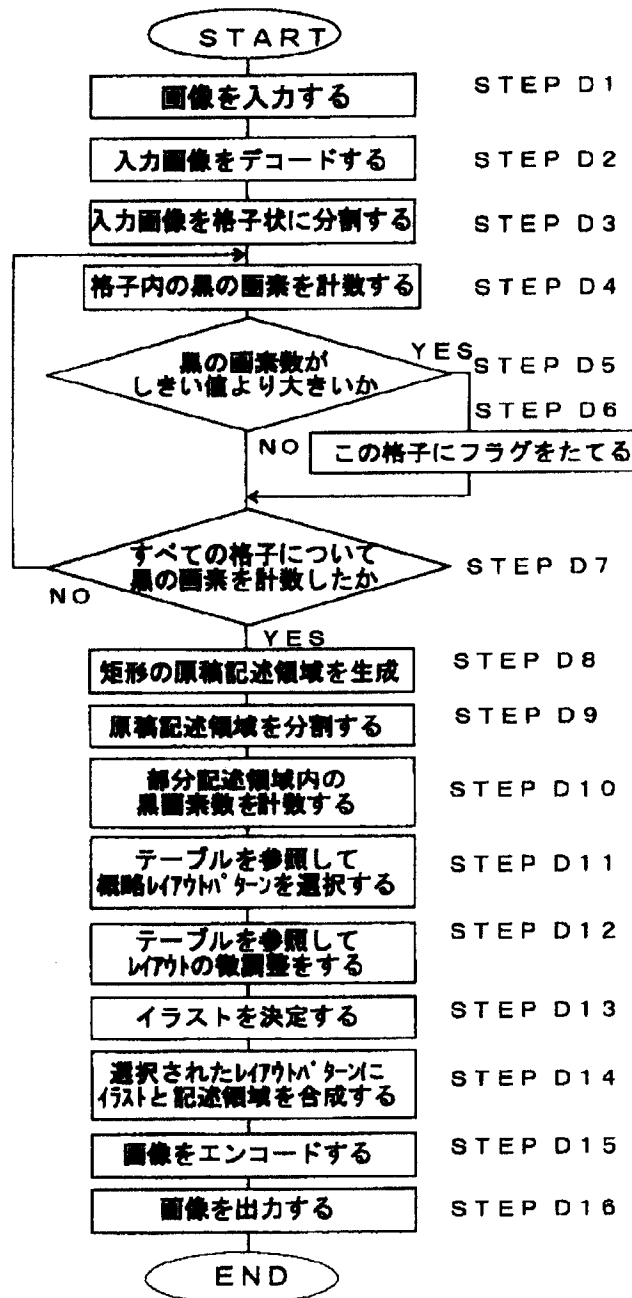 START
画像を入力する
STEP D1
入力画像をデコードする
STEP D2
入力画像を格子状に分割する
STEP D3
格子内の黒の画素を計数する
STEP D4
黒の画素数が
しきい値より大きいか
YES
STEP D5
STEP D6
NO
この格子にフラグをたてる
すべての格子について
黒の画素を計数したか
STEP D7
NO
YES
矩形の原稿記述領域を生成
STEP D8
原稿記述領域を分割する
STEP D9
部分記述領域内の
黒画素数を計数する
STEP D10
テーブルを参照して
概略レイアウトパターンを選択する
STEP D11
テーブルを参照して
レイアウトの微調整をする
STEP D12
イラストを決定する
STEP D13
選択されたレイアウトパターンに
イラストと記述領域を合成する
STEP D14
画像をエンコードする
STEP D15
画像を出力する
STEP D16
END